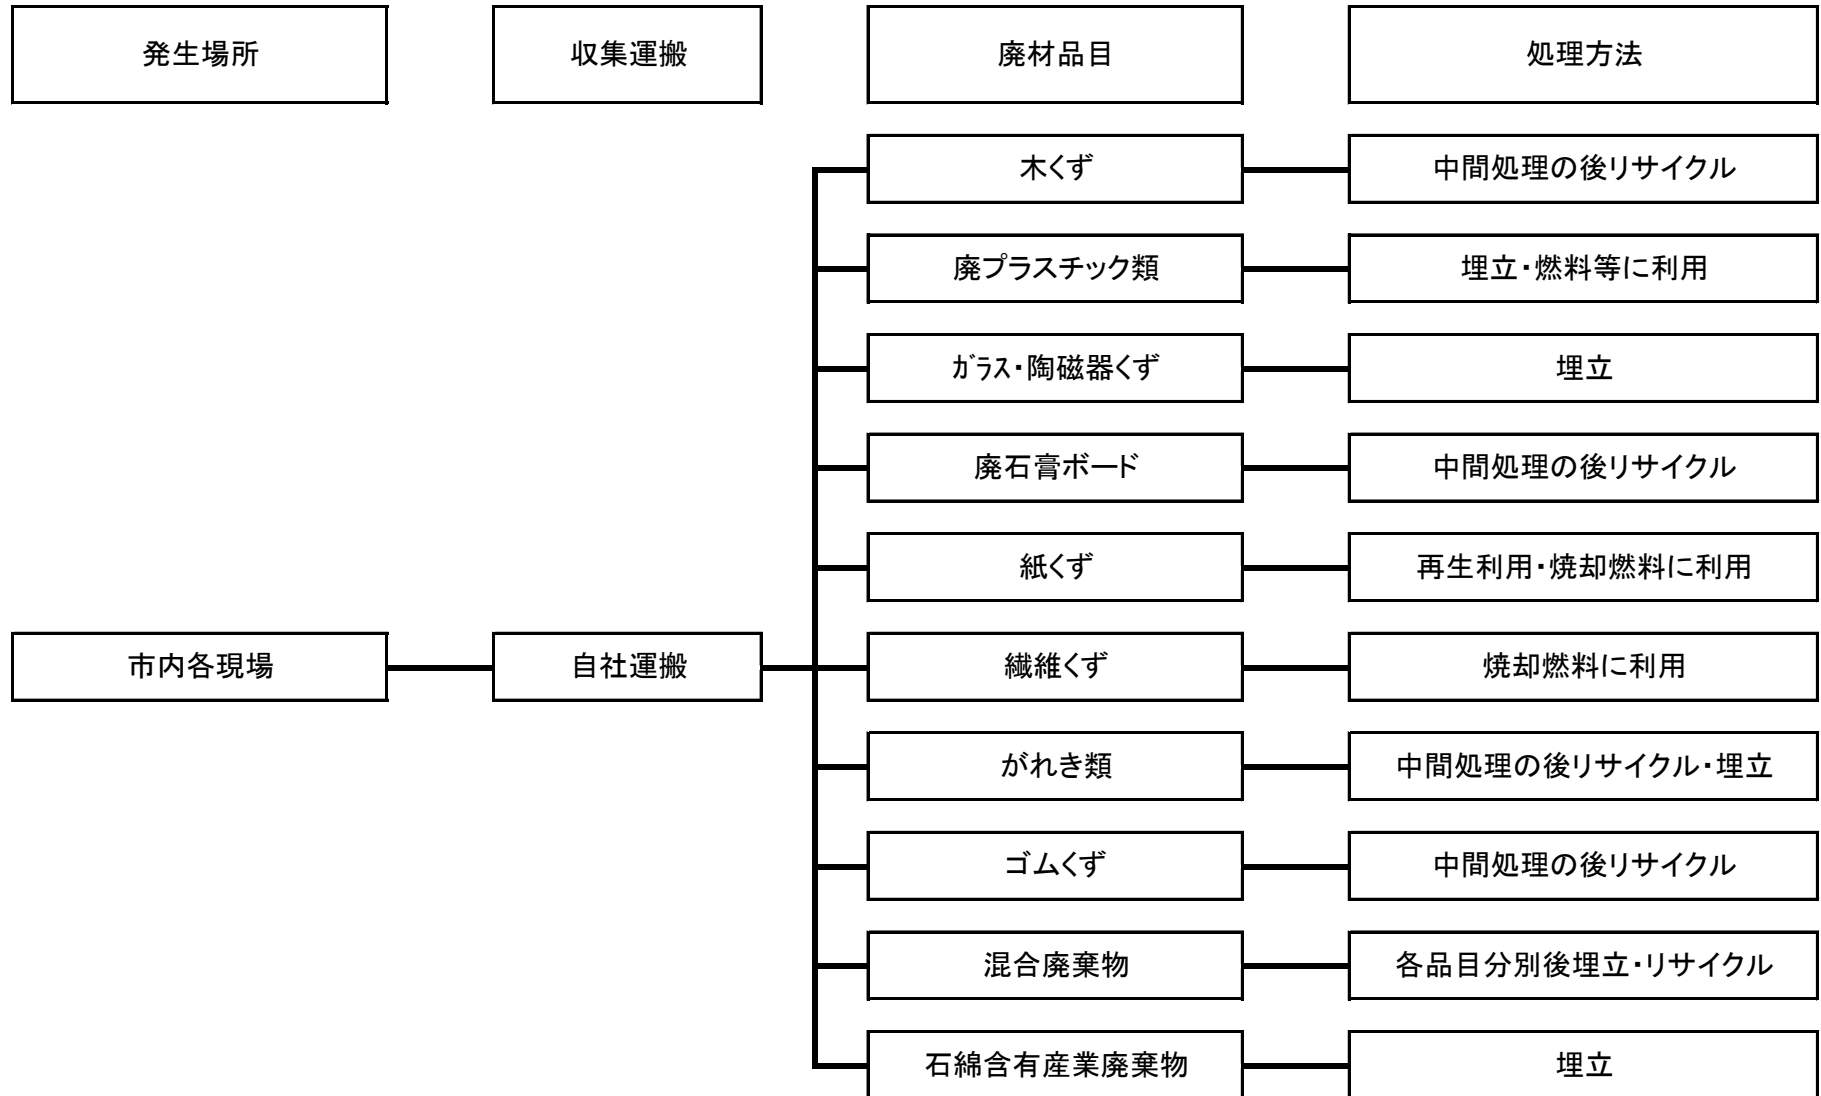 発生場所
収集運搬
廃材品目
処理方法
木くず
中間処理の後リサイクル
廃プラスチック類
埋立・燃料等に利用
ｶﾞﾗｽ・陶磁器くず
埋立
廃石膏ボード
中間処理の後リサイクル
紙くず
再生利用・焼却燃料に利用
市内各現場
自社運搬
繊維くず
焼却燃料に利用
がれき類
中間処理の後リサイクル・埋立
ゴムくず
中間処理の後リサイクル
混合廃棄物
各品目分別後埋立・リサイクル
石綿含有産業廃棄物
埋立